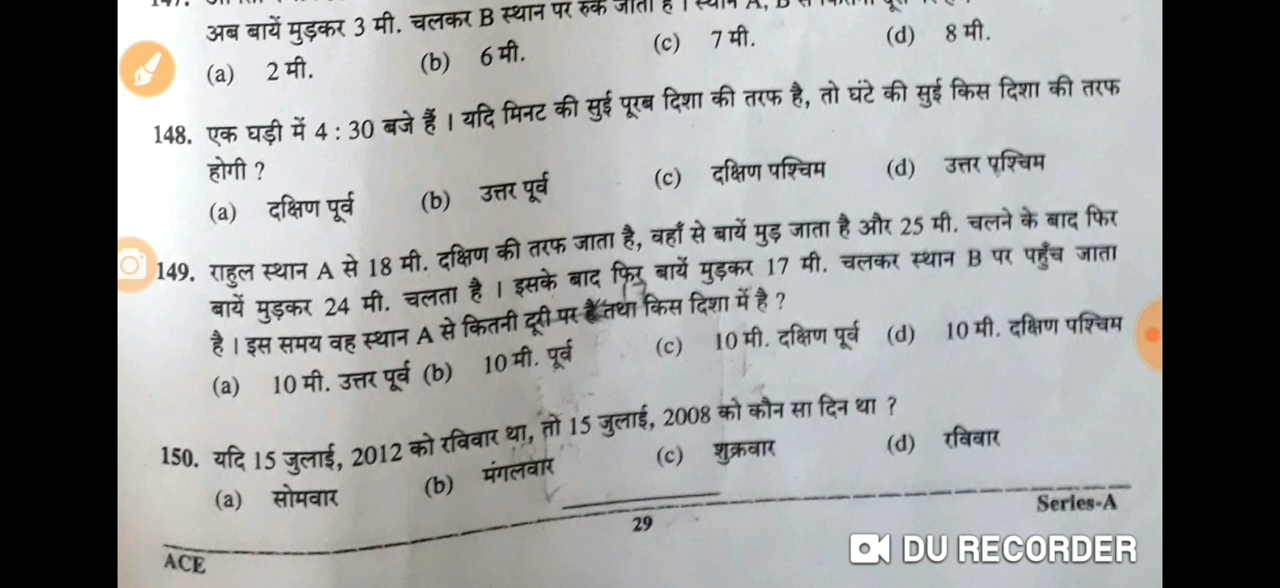 अब बायें मुड़कर 3 मी. चलकर B स्थान पर रुक जाता है । स्थान A, B से
(a) 2 मी. (b) 6 मी. (c) 7 मी. (d) 8 मी.
148. एक घड़ी में 4 : 30 बजे हैं । यदि मिनट की सुई पूरब दिशा की तरफ है, तो घंटे की सुई किस दिशा की तरफ
होगी ?
(a) दक्षिण पूर्व (b) उत्तर पूर्व (c) दक्षिण पश्चिम (d) उत्तर पश्चिम
149. राहुल स्थान A से 18 मी. दक्षिण की तरफ जाता है, वहाँ से बायें मुड़ जाता है और 25 मी. चलने के बाद फिर
बायें मुड़कर 24 मी. चलता है । इसके बाद फिर बायें मुड़कर 17 मी. चलकर स्थान B पर पहुँच जाता
है । इस समय वह स्थान A से कितनी दूरी पर है तथा किस दिशा में है ?
(a) 10 मी. उत्तर पूर्व (b) 10 मी. पूर्व (c) 10 मी. दक्षिण पूर्व (d) 10 मी. दक्षिण पश्चिम
150. यदि 15 जुलाई, 2012 को रविवार था, तो 15 जुलाई, 2008 को कौन सा दिन था ?
(a) सोमवार (b) मंगलवार (c) शुक्रवार (d) रविवार
Series-A
29
ACE
DU RECORDER